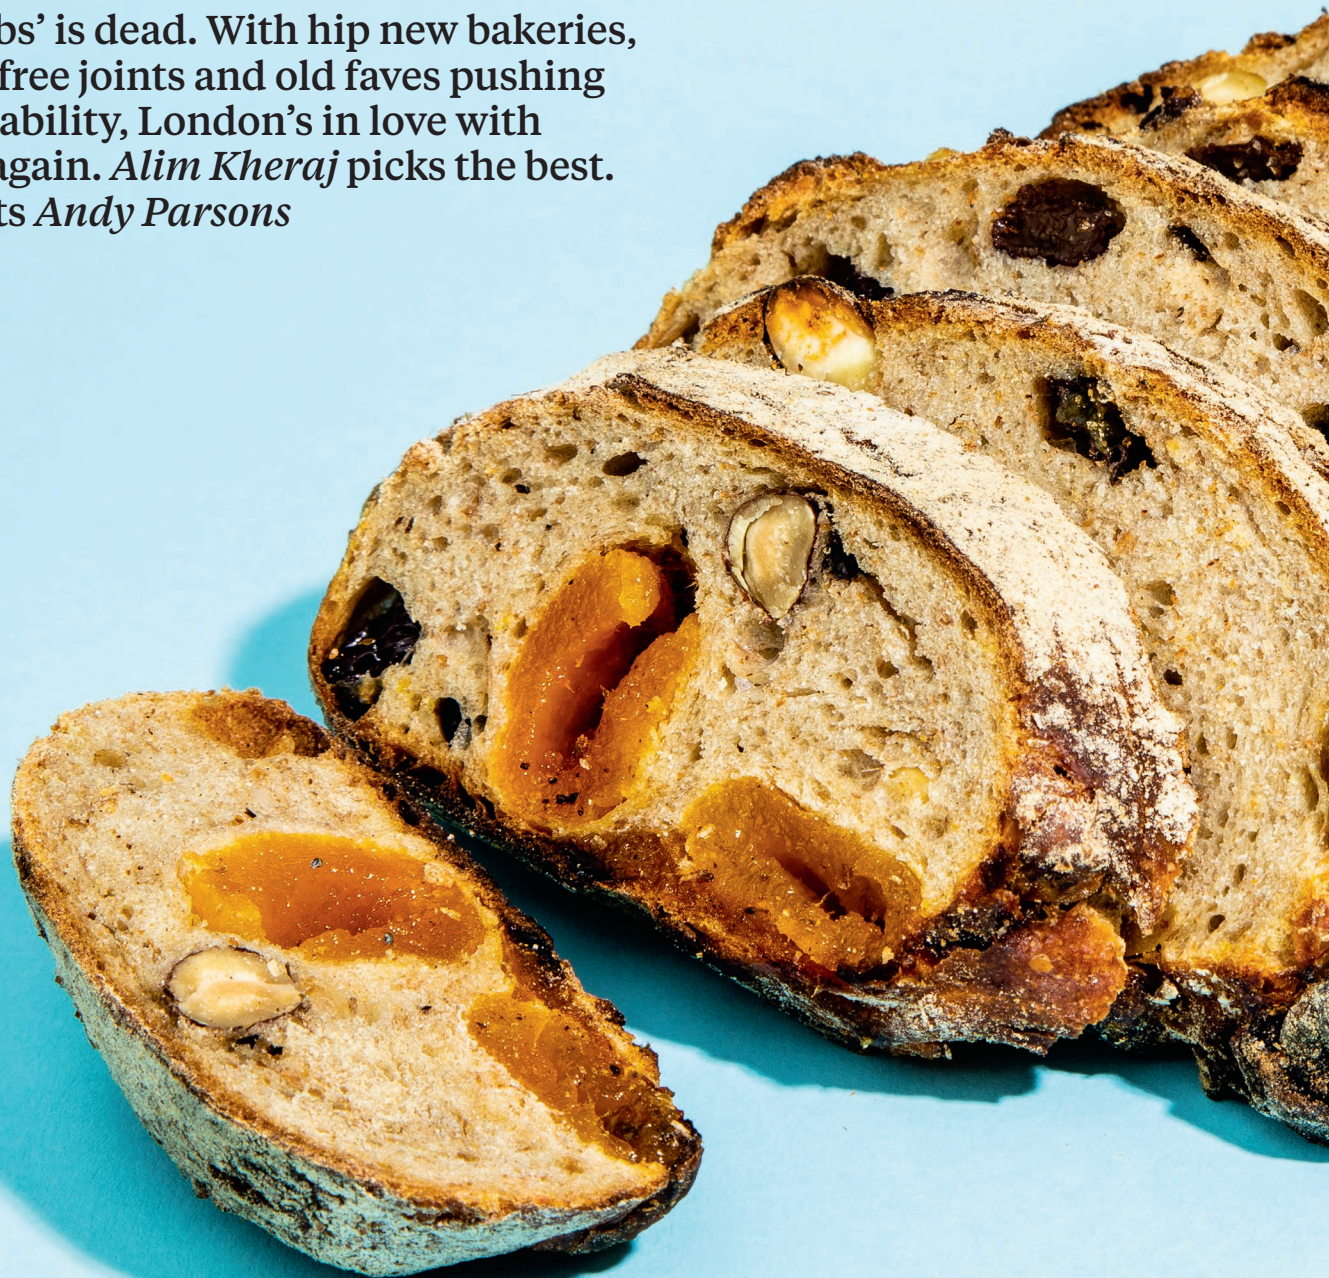 bs’ is dead. With hip new bakeries,
free joints and old faves pushing
ability, London’s in love with
again. Alim Kheraj picks the best.
ts Andy Parsons